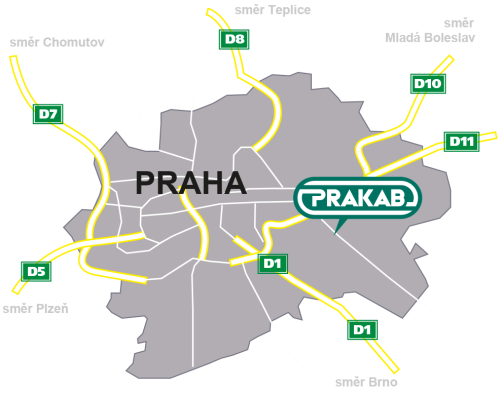 směr Teplice
směr
Mladá Boleslav
směr Chomutov
D8
D10
D7
D11
PRAHA
PRAKAB
D5
D1
směr Plzeň
D1
směr Brno